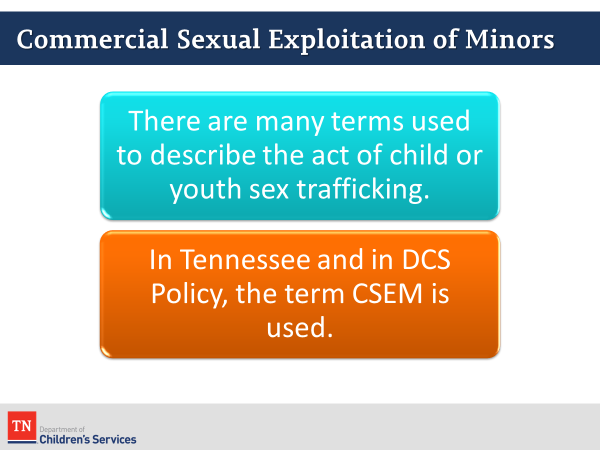 Commercial Sexual Exploitation of Minors
There are many terms used
to describe the act of child or
youth sex trafficking.
In Tennessee and in DCS
Policy, the term CSEM is
used.
TN
Department of
Children's Services